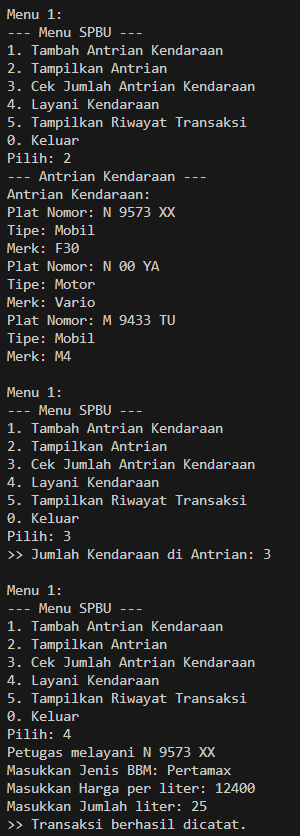 Menu 1:
--- Menu SPBU ---
1. Tambah Antrian Kendaraan
2. Tampilkan Antrian
3. Cek Jumlah Antrian Kendaraan
4. Layani Kendaraan
5. Tampilkan Riwayat Transaksi
0. Keluar
Pilih: 2
--- Antrian Kendaraan ---
Antrian Kendaraan:
Plat Nomor: N 9573 XX
Tipe: Mobil
Merk: F30
Plat Nomor: N 00 YA
Tipe: Motor
Merk: Vario
Plat Nomor: M 9433 TU
Tipe: Mobil
Merk: M4

Menu 1:
--- Menu SPBU ---
1. Tambah Antrian Kendaraan
2. Tampilkan Antrian
3. Cek Jumlah Antrian Kendaraan
4. Layani Kendaraan
5. Tampilkan Riwayat Transaksi
0. Keluar
Pilih: 3
>> Jumlah Kendaraan di Antrian: 3

Menu 1:
--- Menu SPBU ---
1. Tambah Antrian Kendaraan
2. Tampilkan Antrian
3. Cek Jumlah Antrian Kendaraan
4. Layani Kendaraan
5. Tampilkan Riwayat Transaksi
0. Keluar
Pilih: 4
Petugas melayani N 9573 XX
Masukkan Jenis BBM: Pertamax
Masukkan Harga per liter: 12400
Masukkan Jumlah liter: 25
>> Transaksi berhasil dicatat.